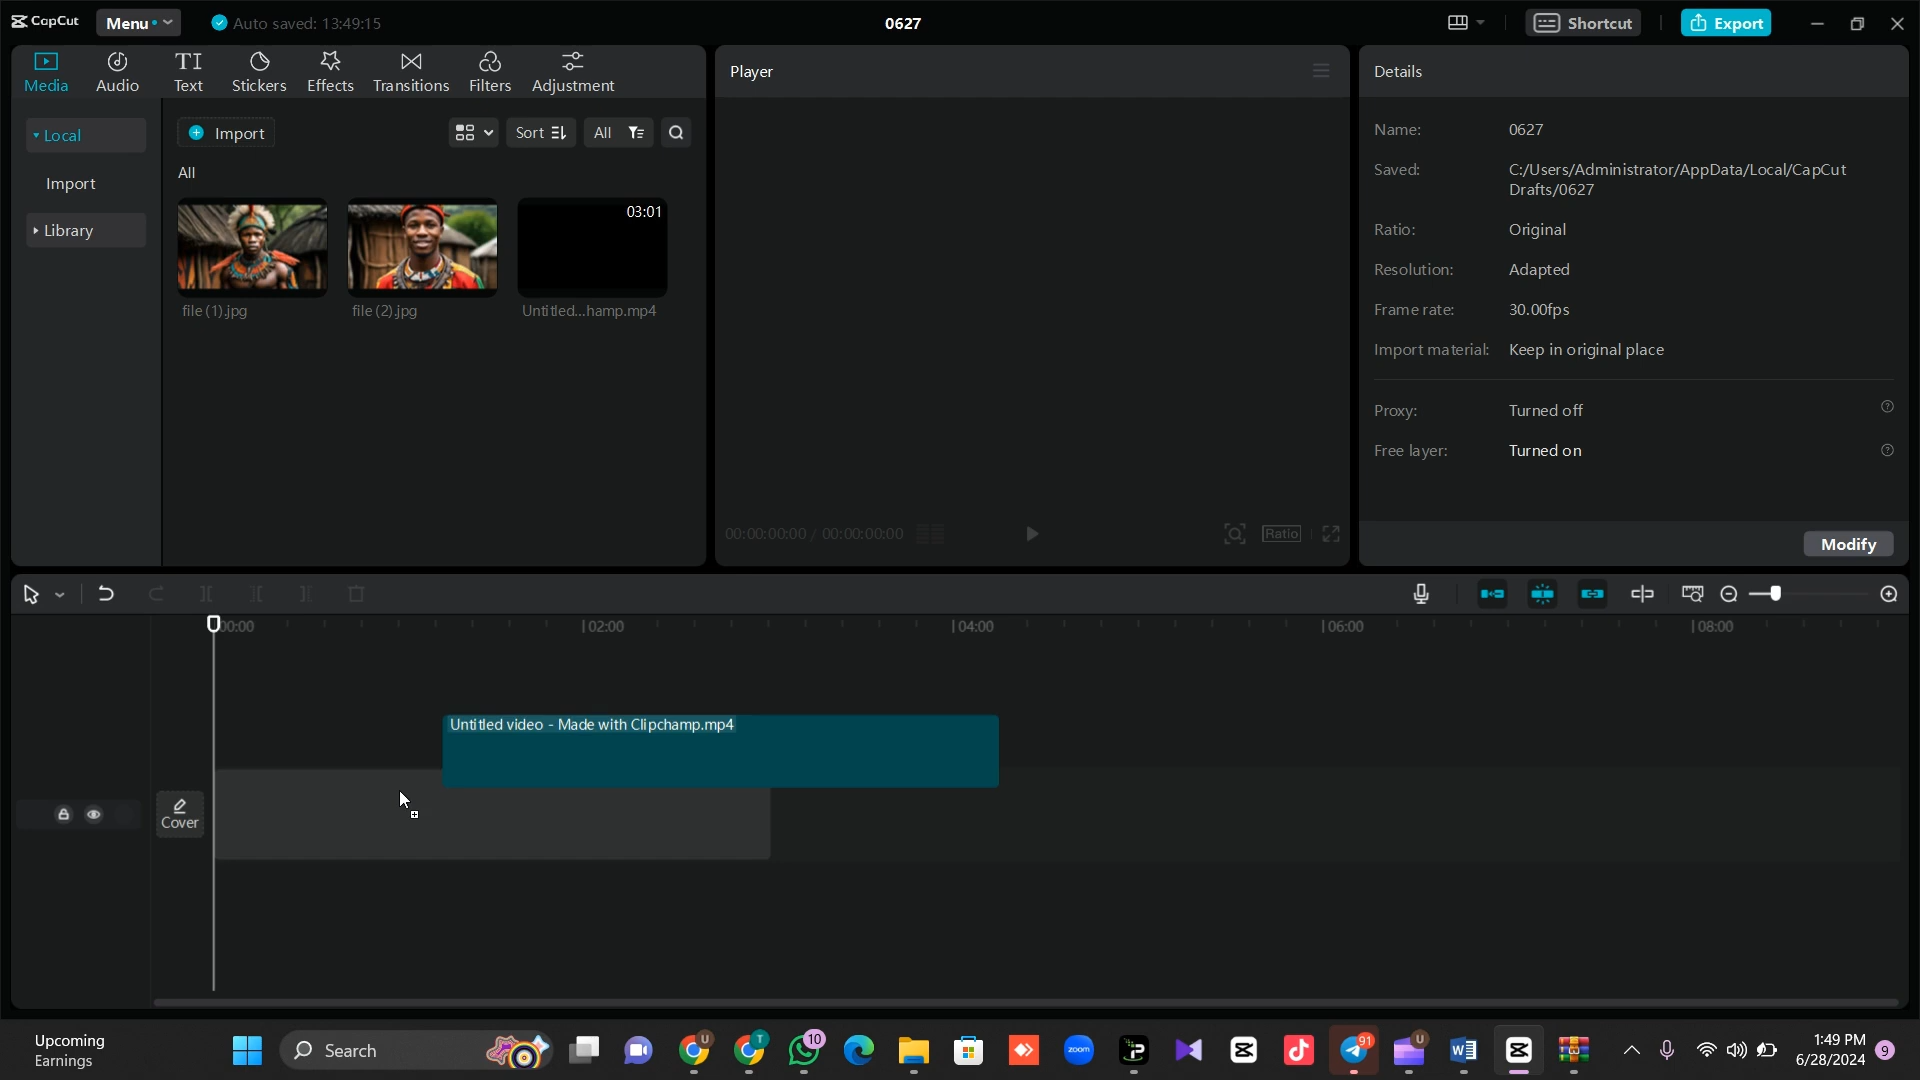 CapCut
Menu
Auto saved: 13:49:15
0627
Shortcut
Export
Media
Audio
TI
Text
Stickers
Effects
Transitions
Filters
Adjustment
Player
Details
Local
Import
Library
Import
Sort
All
All
03:01
file (1).jpg
file (2).jpg
Untitled...hamp.mp4
Name: 0627
Saved: C:/Users/Administrator/AppData/Local/CapCut
Drafts/0627
Ratio: Original
Resolution: Adapted
Frame rate: 30.00fps
Import material: Keep in original place
Proxy: Turned off
Free layer: Turned on
Modify
00:00:00:00 / 00:00:00:00
Ratio
00:00
02:00
04:00
06:00
08:00
Untitled video - Made with Clipchamp.mp4
Cover
Upcoming
Earnings
Search
U
T
10
zoom
91
U
1:49 PM
6/28/2024
9